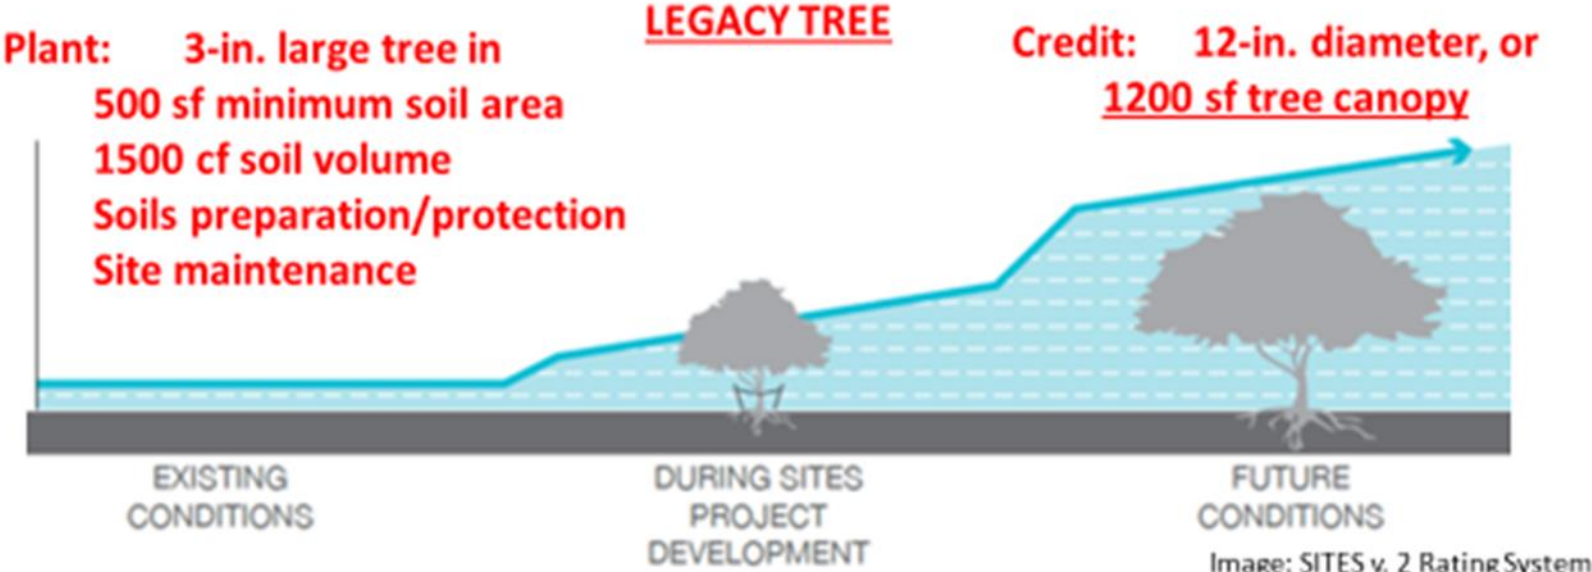 LEGACY TREE
Plant: 3-in. large tree in
500 sf minimum soil area
1500 cf soil volume
Soils preparation/protection
Site maintenance
Credit: 12-in. diameter, or
1200 sf tree canopy
EXISTING
CONDITIONS
DURING SITES
PROJECT
DEVELOPMENT
FUTURE
CONDITIONS
Image: SITES v. 2 Rating System